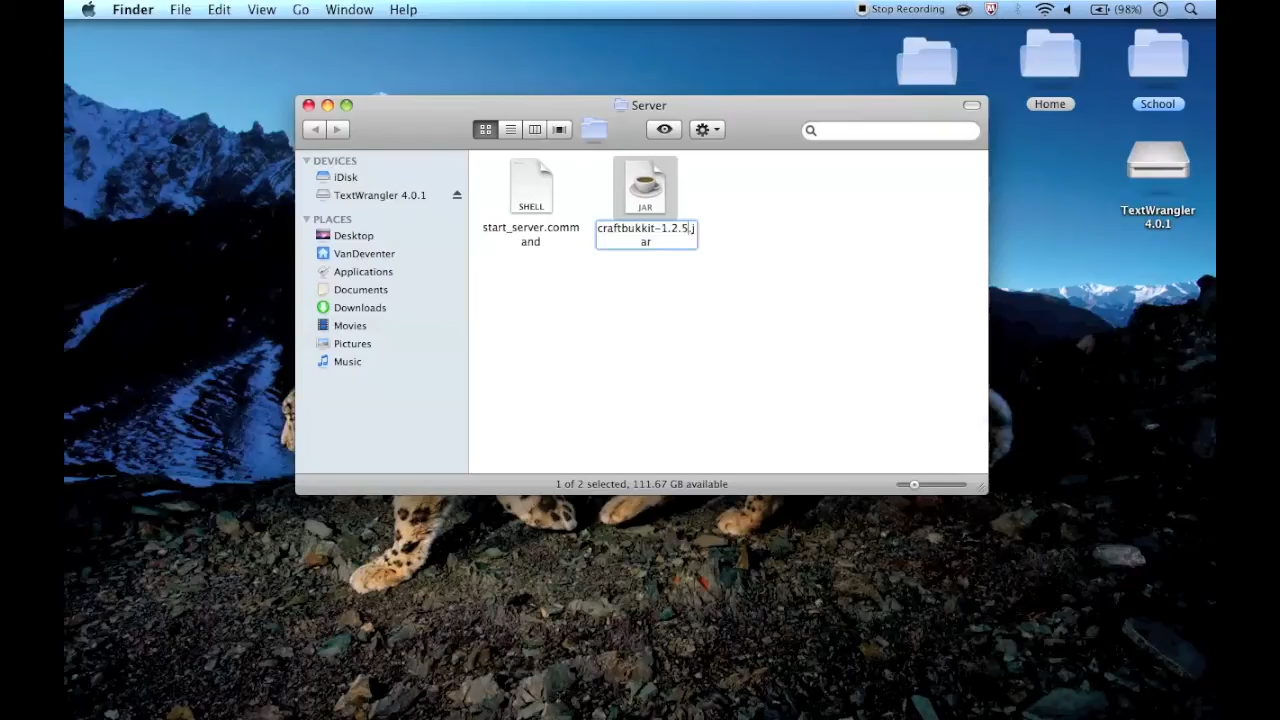 Finder File Edit View Go Window Help Stop Recording (98%)
Home
School
Server
DEVICES
iDisk
TextWrangler 4.0.1
PLACES
Desktop
VanDeventer
Applications
Documents
Downloads
Movies
Pictures
Music
SHELL
start_server.comm
and
JAR
craftbukkit-1.2.5.j
ar
TextWrangler
4.0.1
1 of 2 selected, 111.67 GB available